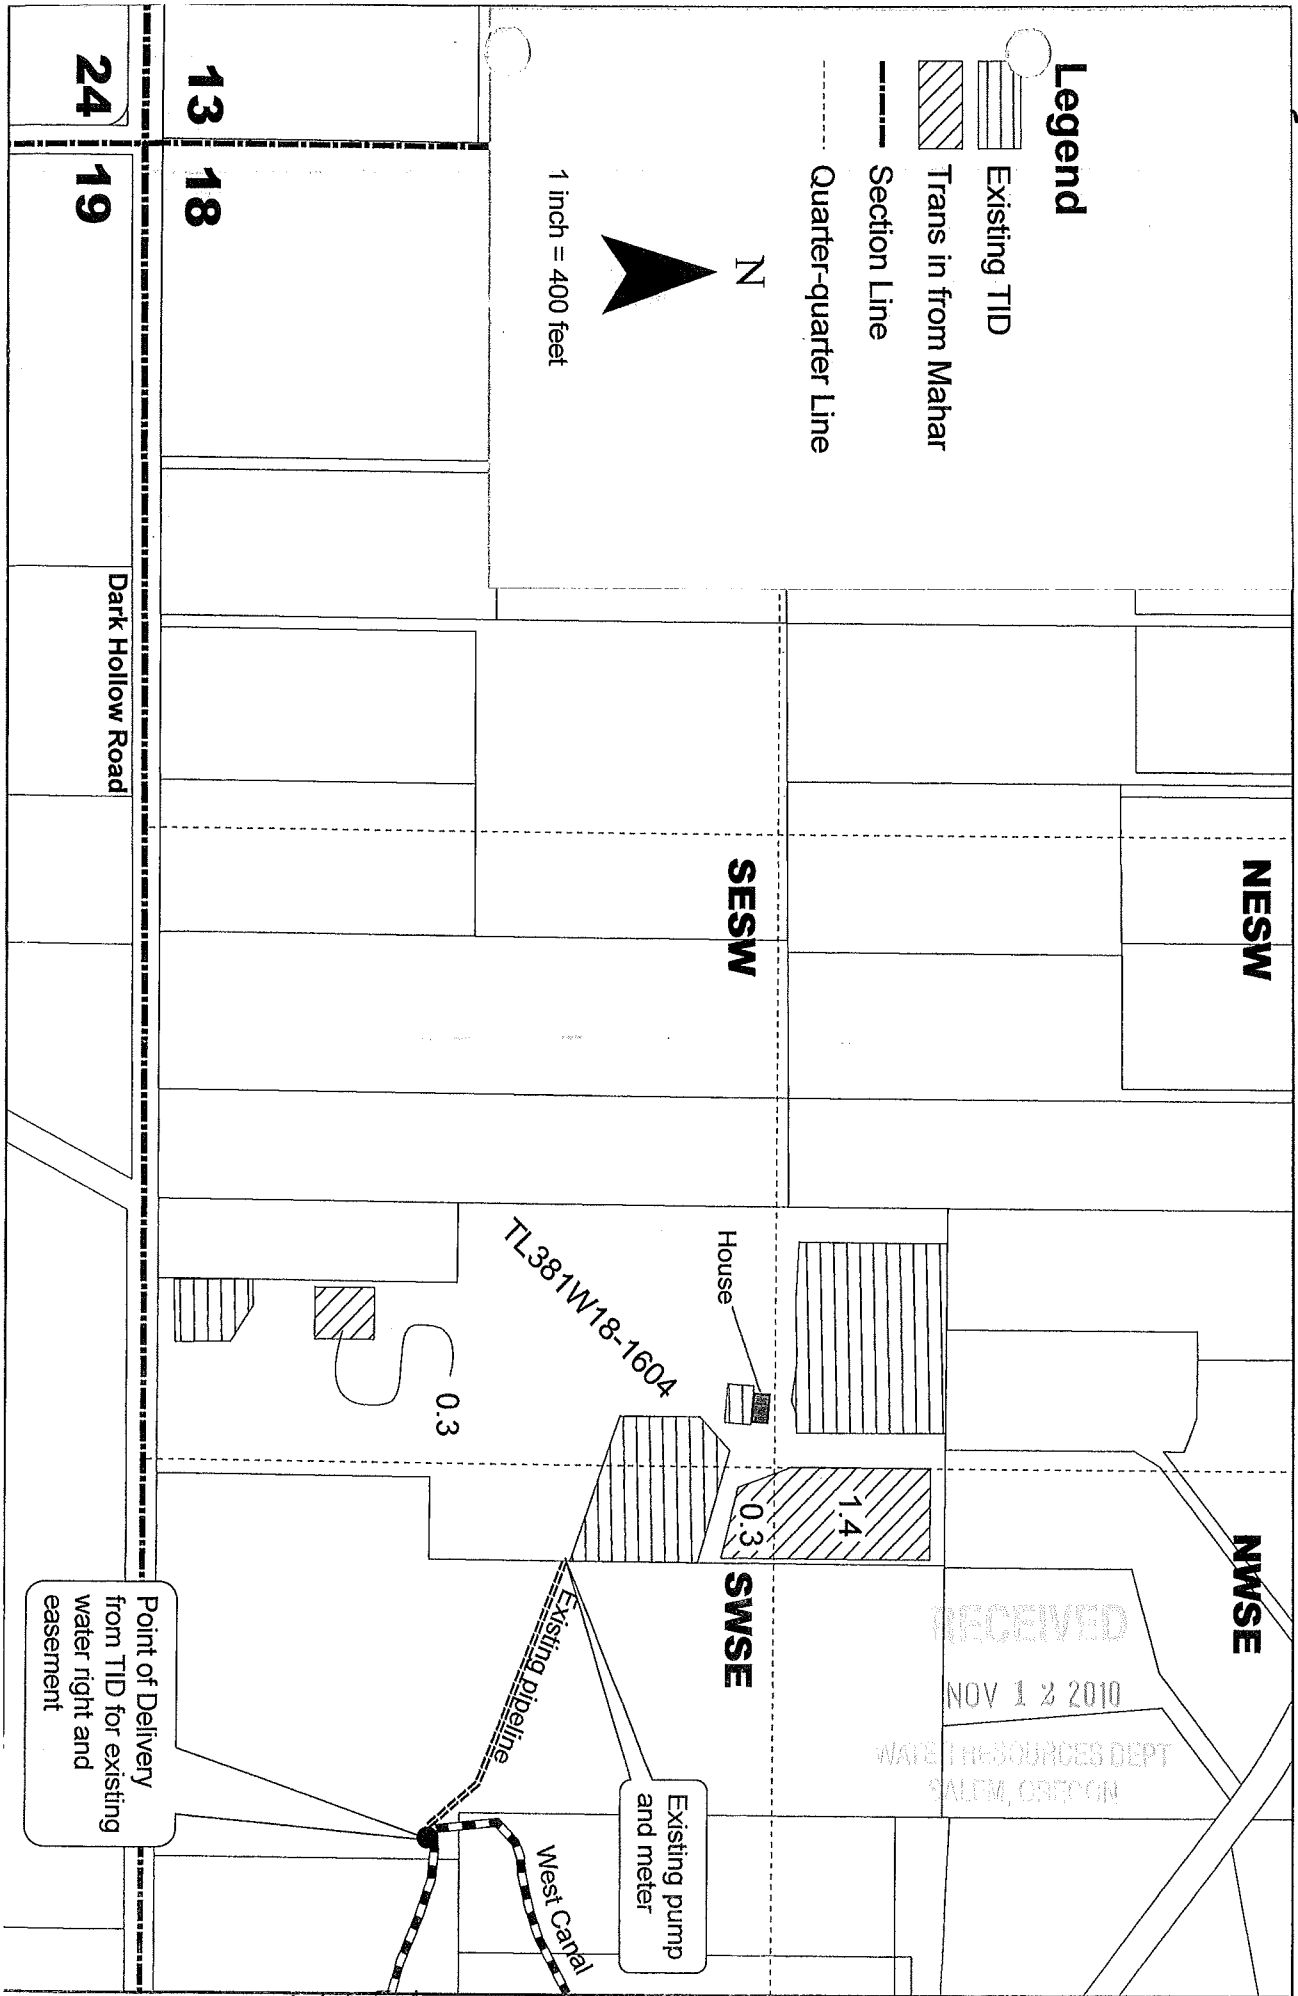 Legend
Existing TID
Trans in from Mahar
Section Line
Quarter-quarter Line
N
1 inch = 400 feet
NESW
NWSE
SESW
SWSE
13
18
24
19
1.4
0.3
House
TL381W18-1604
0.3
Existing pump
and meter
Existing pipeline
West Canal
Dark Hollow Road
Point of Delivery
from TID for existing
water right and
easement
RECEIVED
NOV 12 2010
WATER RESOURCES DEPT
SALEM, OREGON